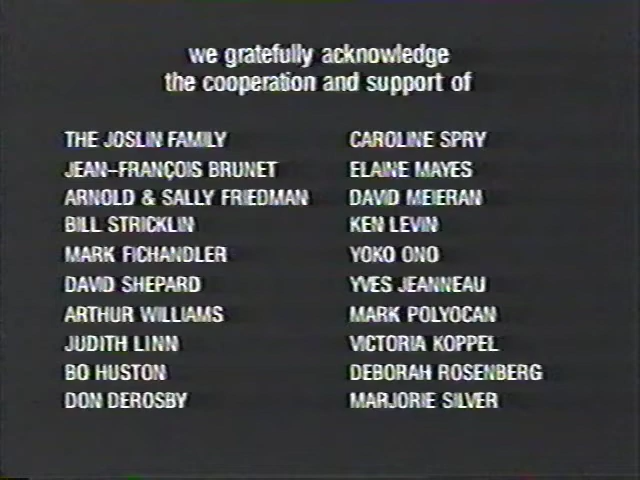 we gratefully acknowledge
the cooperation and support of
THE JOSLIN FAMILY
JEAN-FRANÇOIS BRUNET
ARNOLD & SALLY FRIEDMAN
BILL STRICKLIN
MARK FICHANDLER
DAVID SHEPARD
ARTHUR WILLIAMS
JUDITH LINN
BO HUSTON
DON DEROSBY
CAROLINE SPRY
ELAINE MAYES
DAVID MEIERAN
KEN LEVIN
YOKO ONO
YVES JEANNEAU
MARK POLYOCAN
VICTORIA KOPPEL
DEBORAH ROSENBERG
MARJORIE SILVER